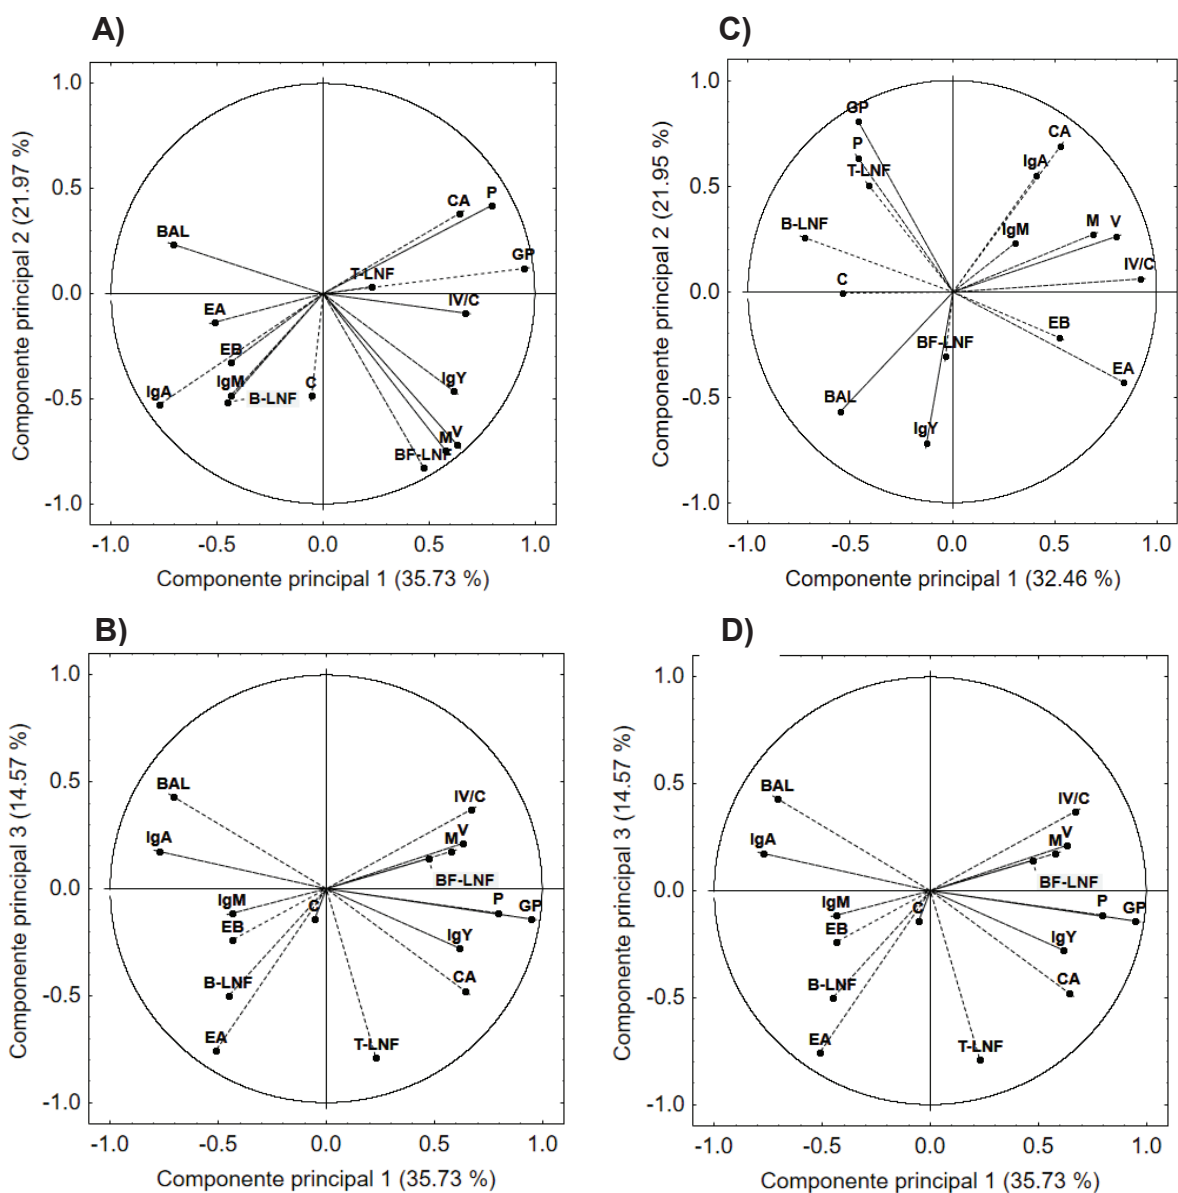 A)
Componente principal 2 (21.97 %)
1.0
0.5
0.0
-0.5
-1.0
BAL
CA
P
GP
T-LNF
IV/C
EA
EB
IgA
IgM
B-LNF
C
IgY
M
V
BF-LNF
-1.0 -0.5 0.0 0.5 1.0
Componente principal 1 (35.73 %)
C)
Componente principal 2 (21.95 %)
1.0
0.5
0.0
-0.5
-1.0
GP
P
T-LNF
CA
IgA
B-LNF
IgM
M
V
IV/C
C
EB
BF-LNF
EA
BAL
IgY
-1.0 -0.5 0.0 0.5 1.0
Componente principal 1 (32.46 %)
B)
Componente principal 3 (14.57 %)
1.0
0.5
0.0
-0.5
-1.0
BAL
IV/C
IgA
M
V
BF-LNF
IgM
C
P
GP
EB
IgY
B-LNF
CA
EA
T-LNF
-1.0 -0.5 0.0 0.5 1.0
Componente principal 1 (35.73 %)
D)
Componente principal 3 (14.57 %)
1.0
0.5
0.0
-0.5
-1.0
BAL
IV/C
IgA
M
V
BF-LNF
IgM
C
P
GP
EB
IgY
B-LNF
CA
EA
T-LNF
-1.0 -0.5 0.0 0.5 1.0
Componente principal 1 (35.73 %)